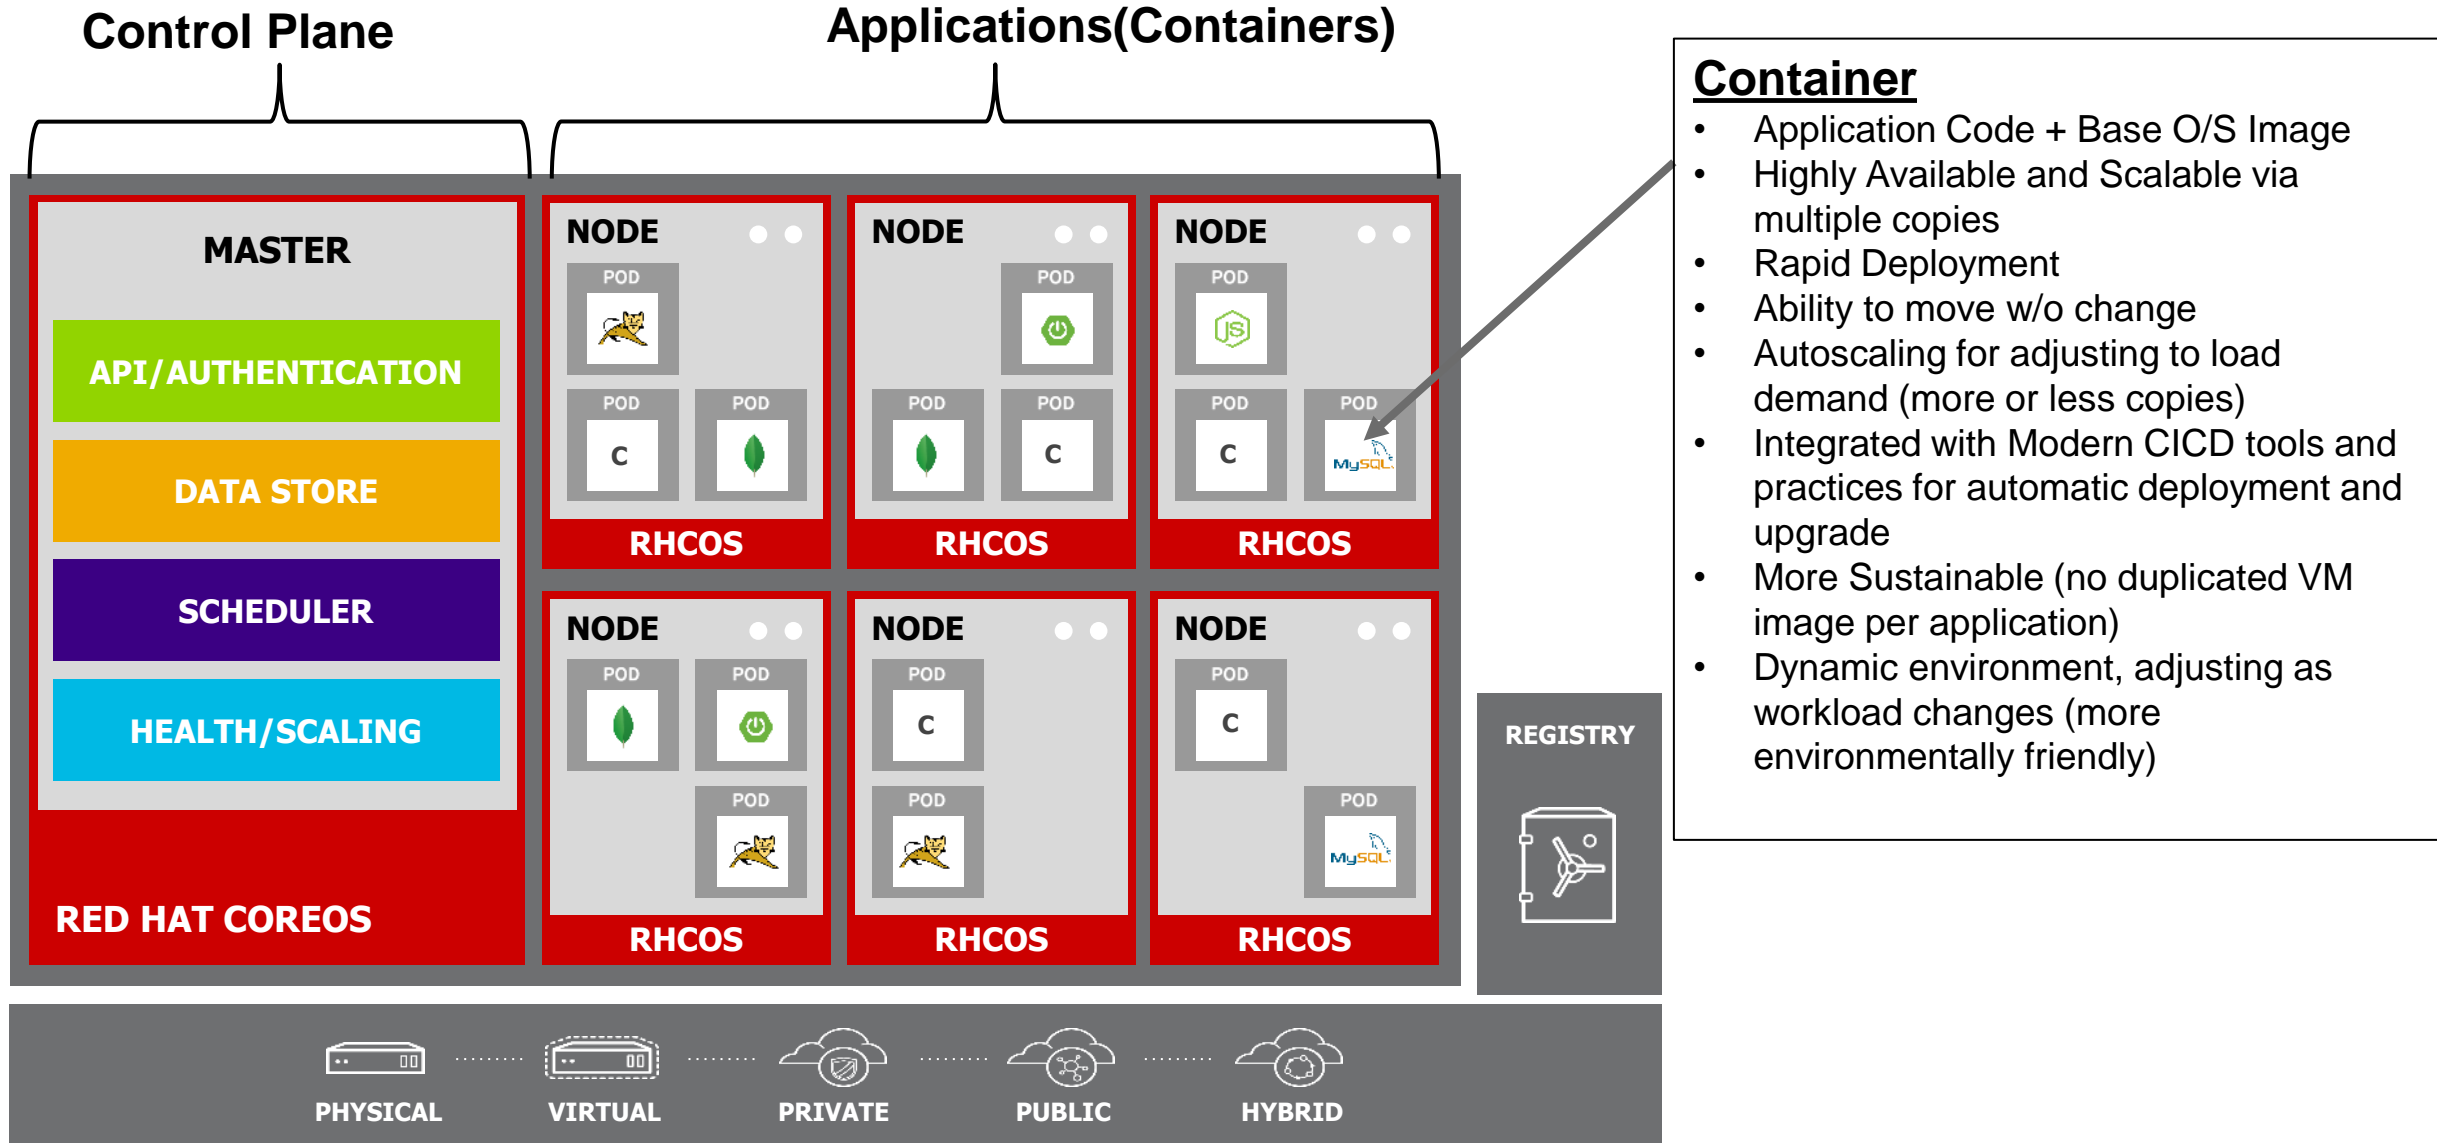 Control Plane
Applications(Containers)
MASTER
API/AUTHENTICATION
DATA STORE
SCHEDULER
HEALTH/SCALING
RED HAT COREOS
NODE
POD
POD
C
POD
RHCOS
NODE
POD
POD
POD
C
RHCOS
NODE
POD
JS
POD
C
POD
MySQL
RHCOS
NODE
POD
POD
POD
RHCOS
NODE
POD
C
POD
RHCOS
NODE
POD
C
POD
MySQL
RHCOS
REGISTRY
PHYSICAL
VIRTUAL
PRIVATE
PUBLIC
HYBRID
Container
• Application Code + Base O/S Image
• Highly Available and Scalable via
multiple copies
• Rapid Deployment
• Ability to move w/o change
• Autoscaling for adjusting to load
demand (more or less copies)
• Integrated with Modern CICD tools and
practices for automatic deployment and
upgrade
• More Sustainable (no duplicated VM
image per application)
• Dynamic environment, adjusting as
workload changes (more
environmentally friendly)